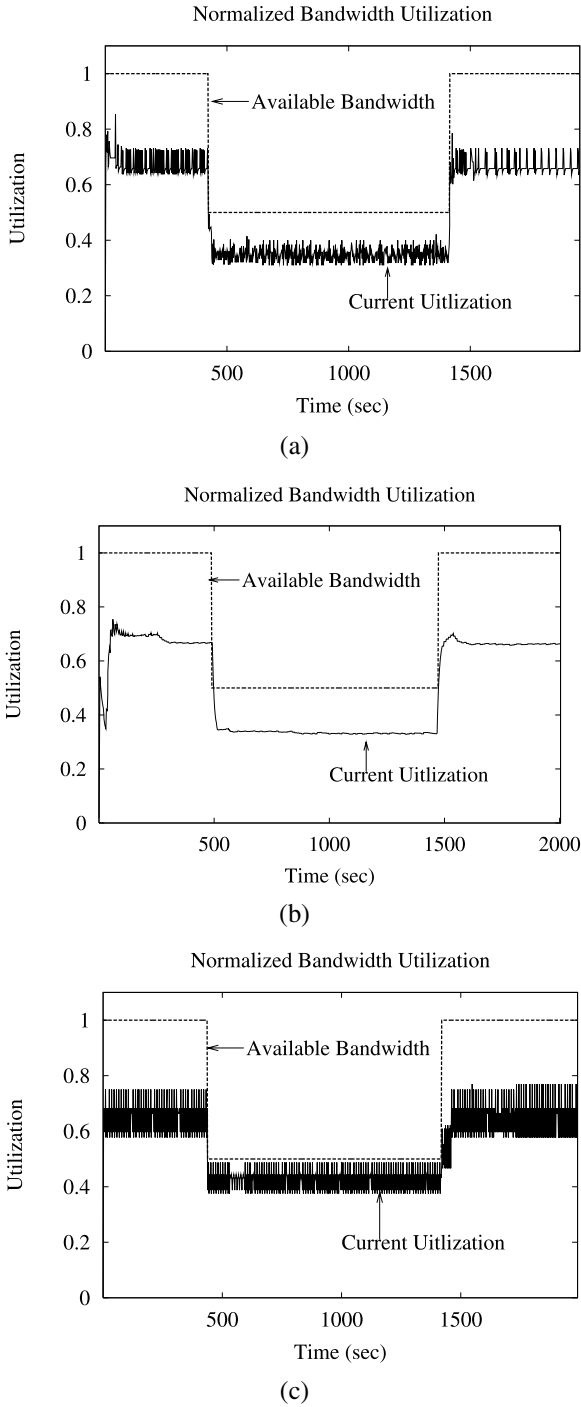 Normalized Bandwidth Utilization
1
Available Bandwidth
0.8
0.6
Utilization
0.4
Current Uitlization
0.2
0
500
1000
1500
Time (sec)
(a)
Normalized Bandwidth Utilization
1
Available Bandwidth
0.8
0.6
Utilization
0.4
Current Uitlization
0.2
0
500
1000
1500
2000
Time (sec)
(b)
Normalized Bandwidth Utilization
1
Available Bandwidth
0.8
0.6
Utilization
0.4
Current Uitlization
0.2
0
500
1000
1500
Time (sec)
(c)